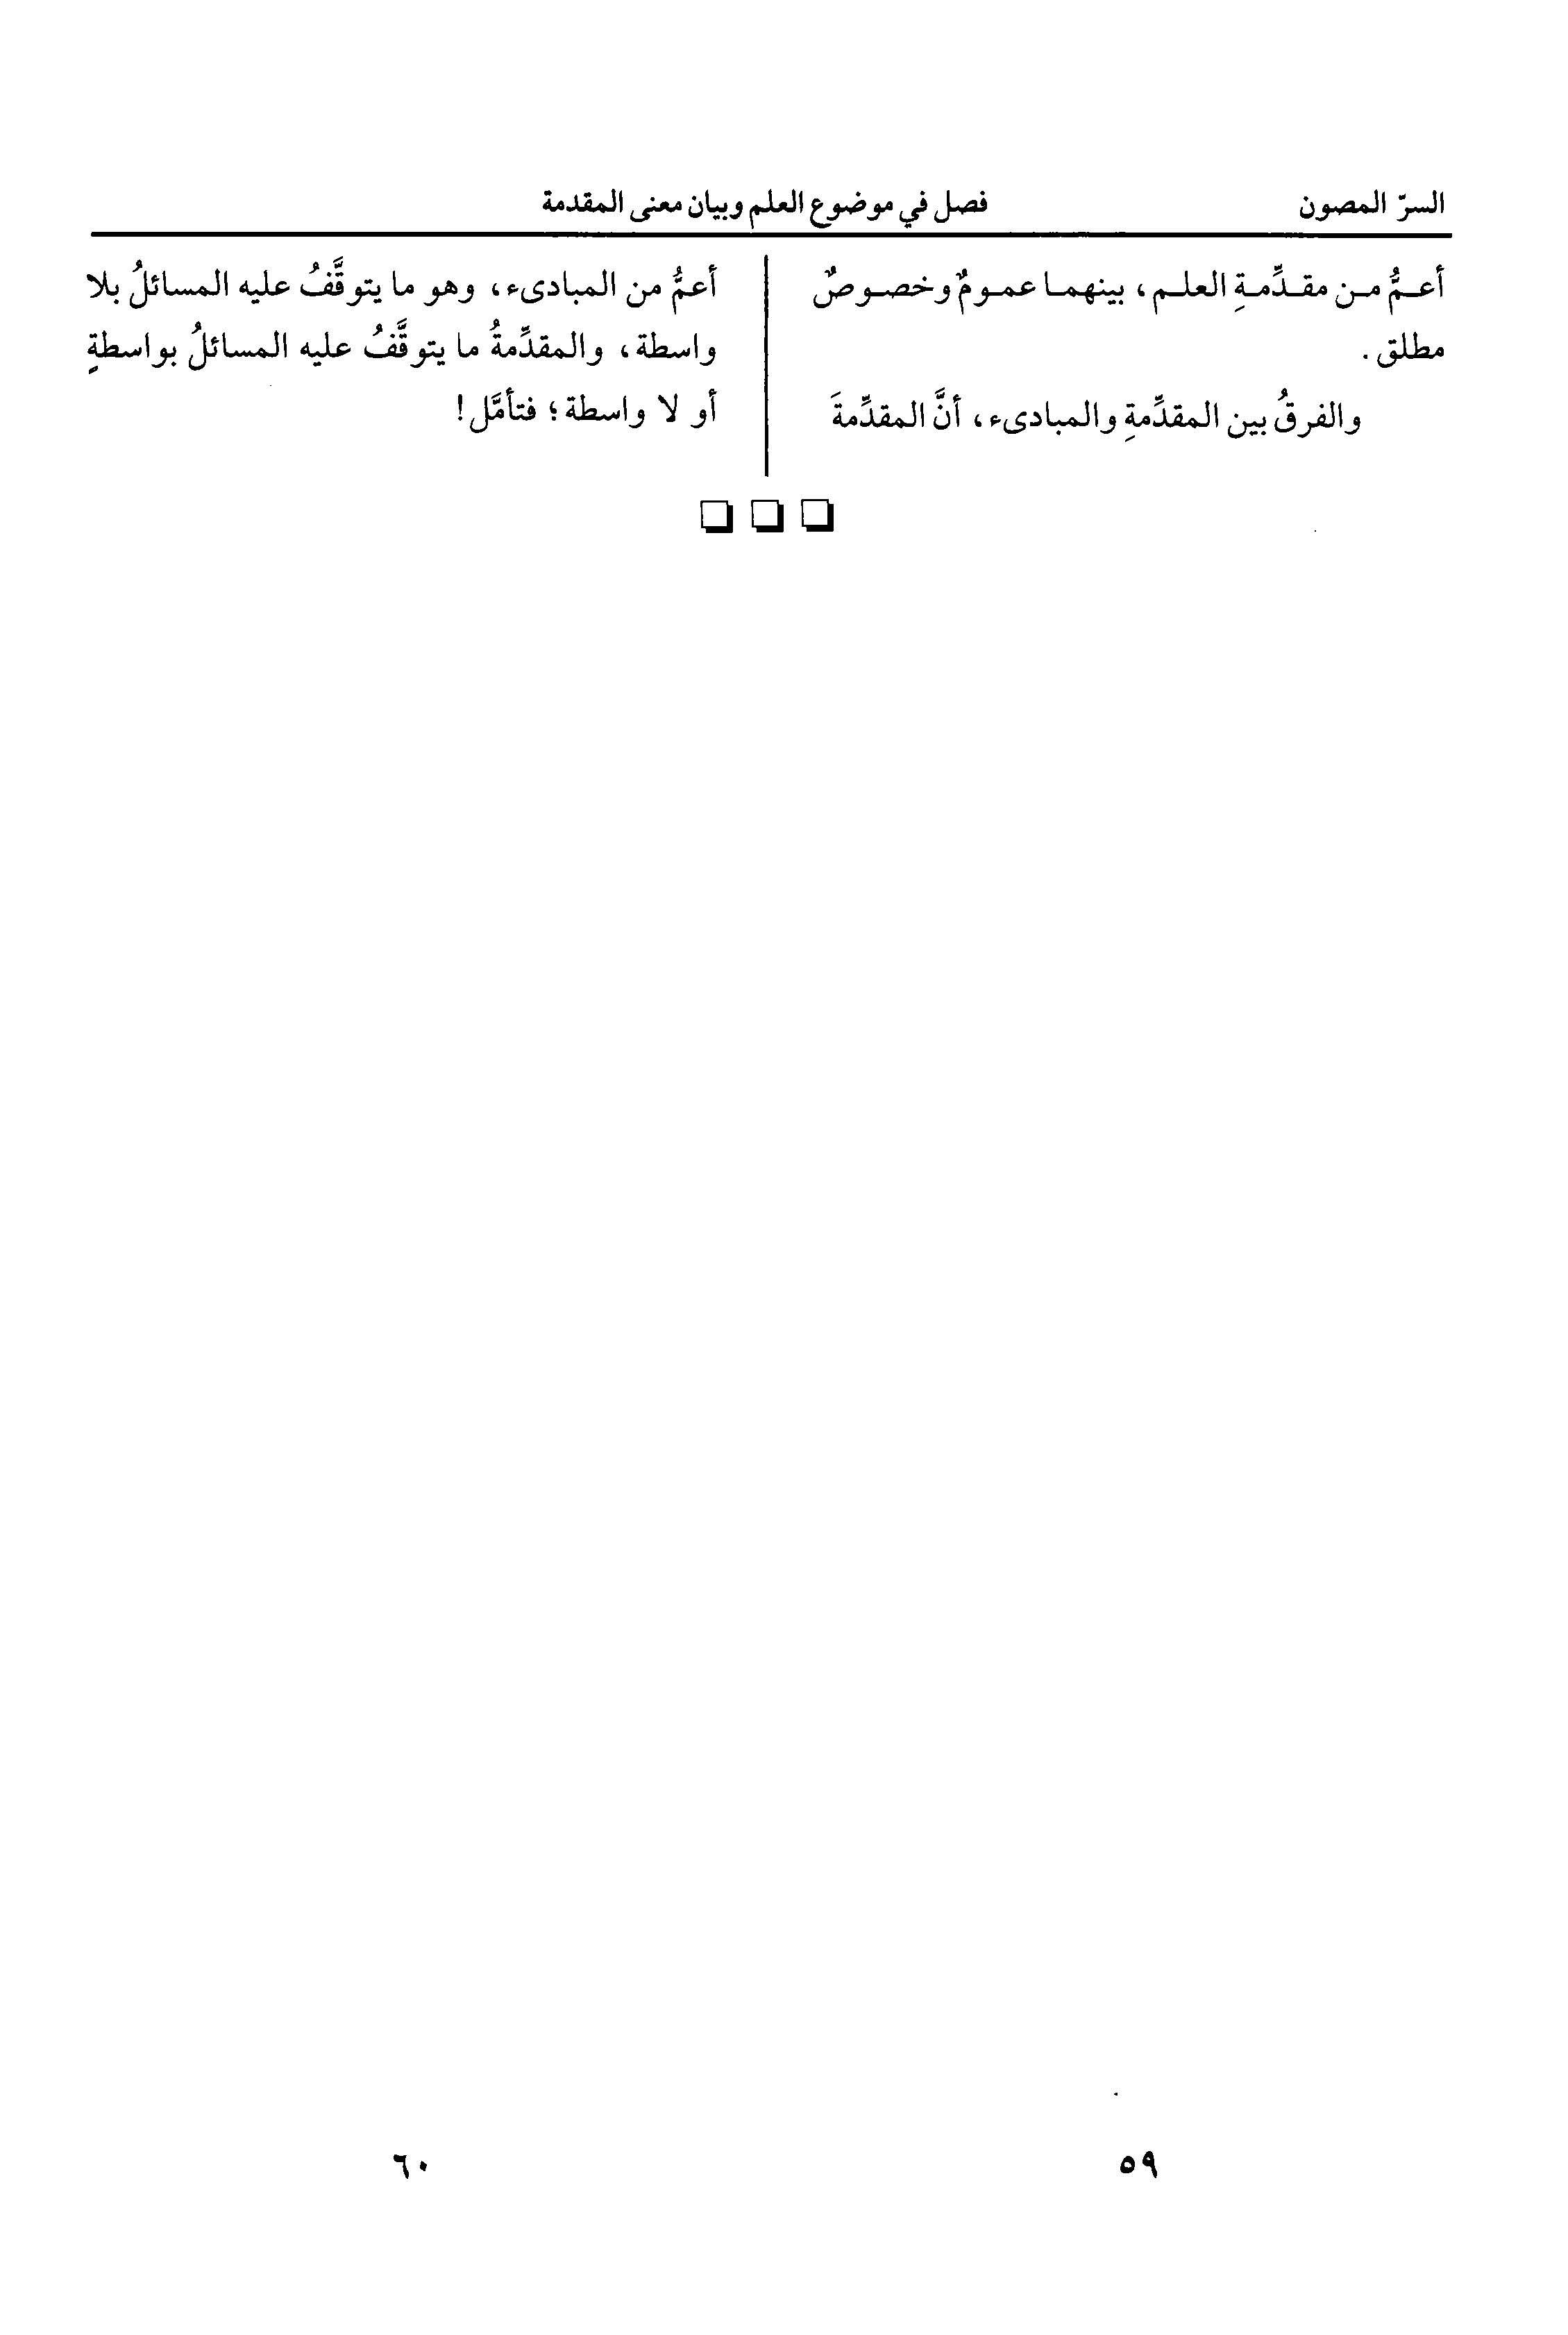 السرّ المصون
فصل في موضوع العلم وبيان معنى المقدمة
أعـمُّ مـن مقـدِّمـةِ العلـم، بينهمـا عمـومٌ وخصـوصٌ
مطلق.
والفرقُ بين المقدِّمةِ والمبادىء، أنَّ المقدِّمةَ
أعمُّ من المبادىء، وهو ما يتوقَّفُ عليه المسائلُ بلا
واسطة، والمقدِّمةُ ما يتوقَّفُ عليه المسائلُ بواسطةٍ
أو لا واسطة؛ فتأمَّل!
٥٩
٦٠